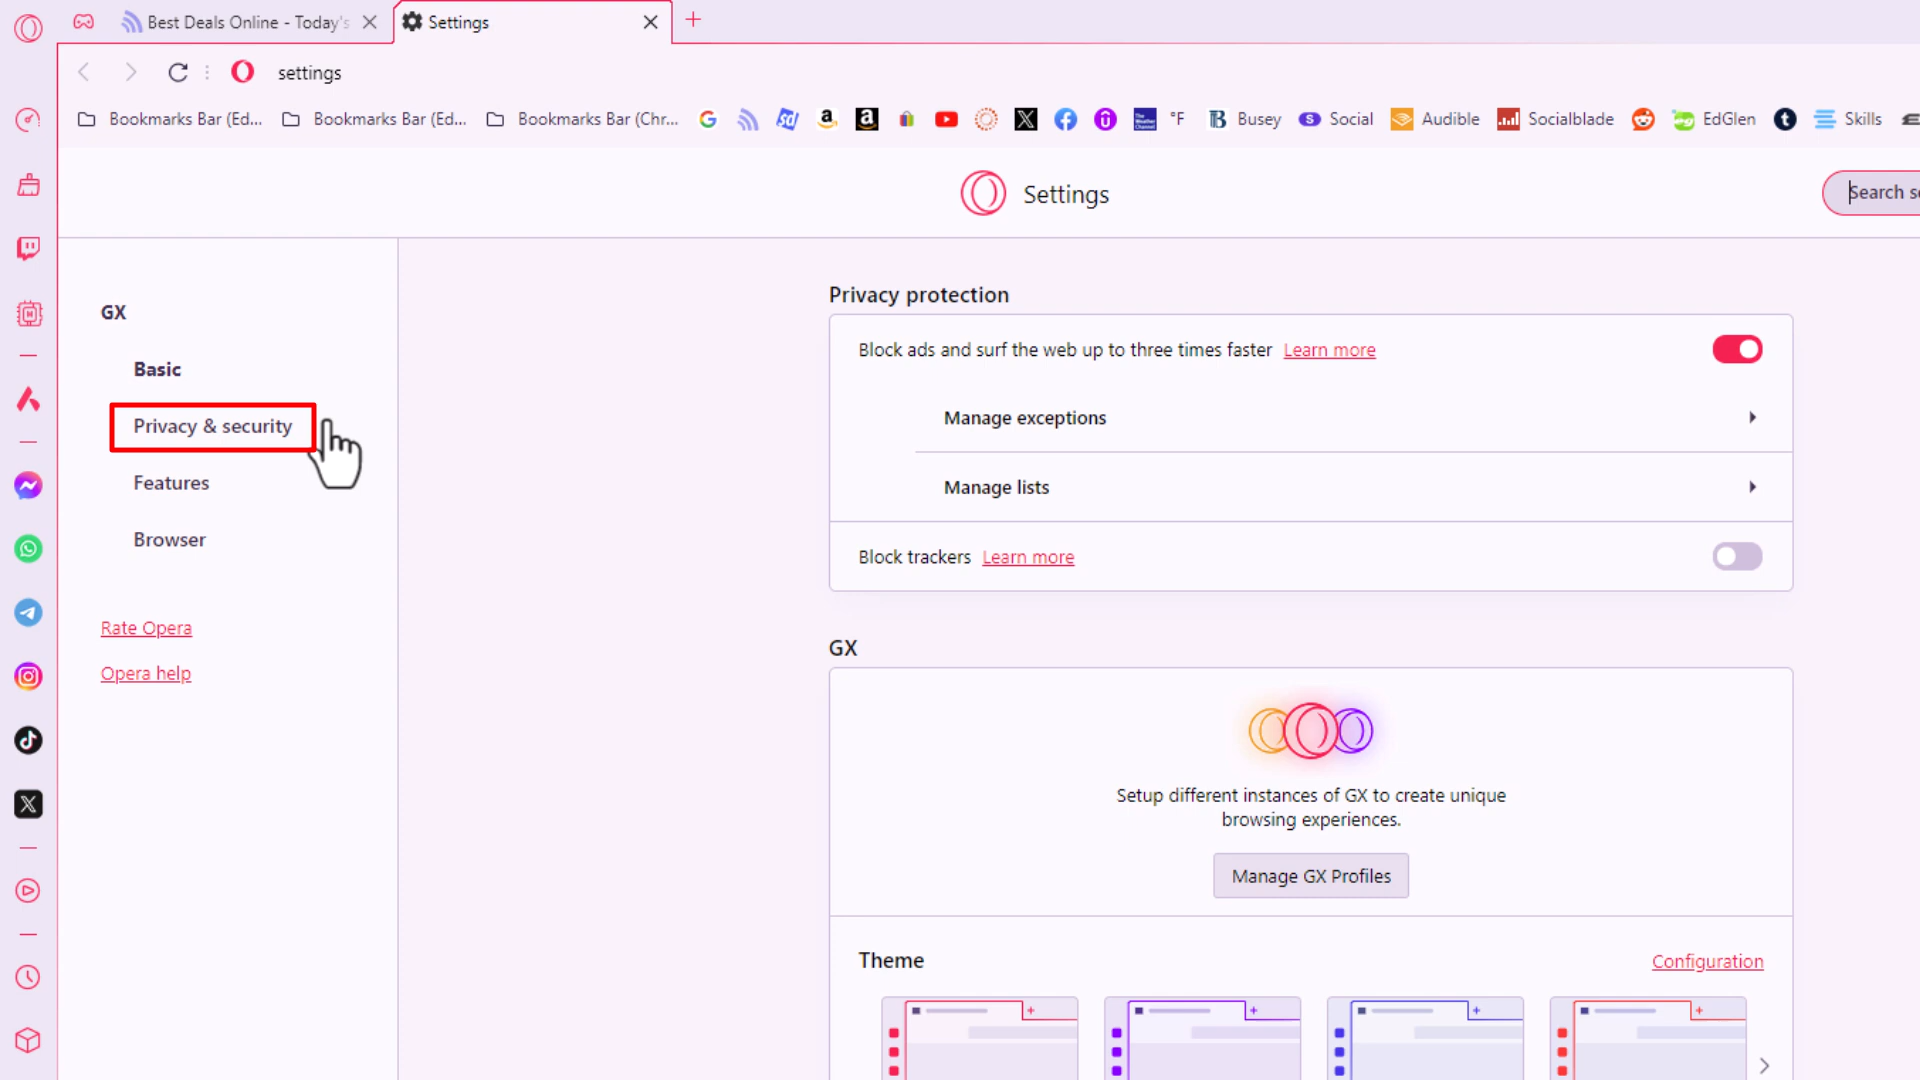 Best Deals Online - Today's
Settings
settings
Bookmarks Bar (Ed...
Bookmarks Bar (Ed...
Bookmarks Bar (Chr...
°F
Busey
Social
Audible
Socialblade
EdGlen
Skills
Settings
Search se
GX
Basic
Privacy & security
Features
Browser
Rate Opera
Opera help
Privacy protection
Block ads and surf the web up to three times faster Learn more
Manage exceptions
Manage lists
Block trackers Learn more
GX
Setup different instances of GX to create unique
browsing experiences.
Manage GX Profiles
Theme
Configuration